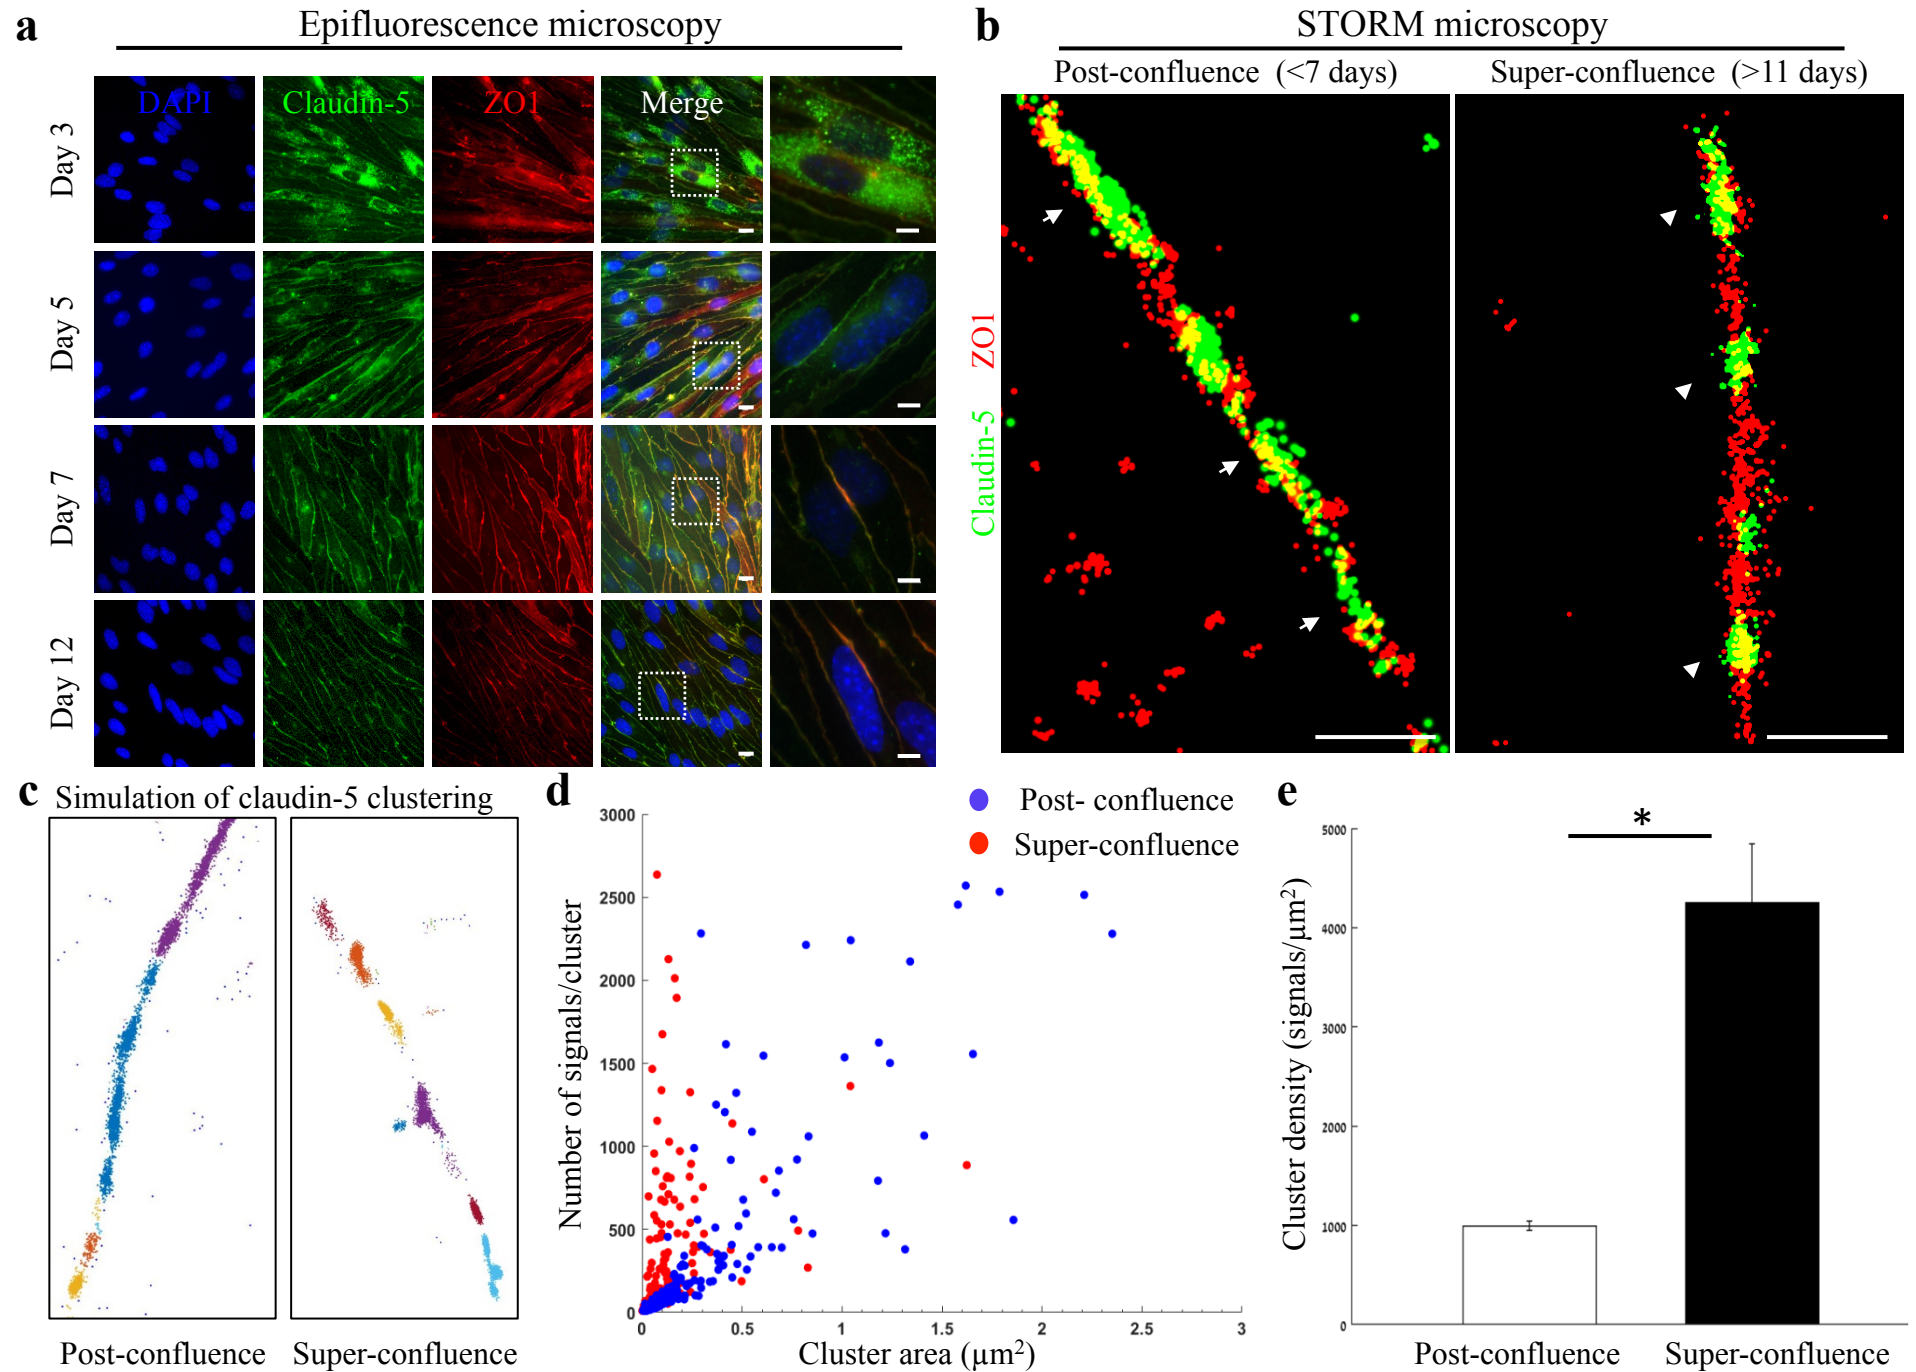 a
Epifluorescence microscopy
DAPI
Claudin-5
ZO1
Merge
Day 3
Day 5
Day 7
Day 12
b
STORM microscopy
Post-confluence (<7 days)
Super-confluence (>11 days)
Claudin-5 ZO1
c
Simulation of claudin-5 clustering
Post-confluence
Super-confluence
d
Post- confluence
Super-confluence
Number of signals/cluster
3000
2500
2000
1500
1000
500
0
0
0.5
1
1.5
2
2.5
3
Cluster area (µm²)
e
*
Cluster density (signals/µm²)
5000
4000
3000
2000
1000
0
Post-confluence
Super-confluence